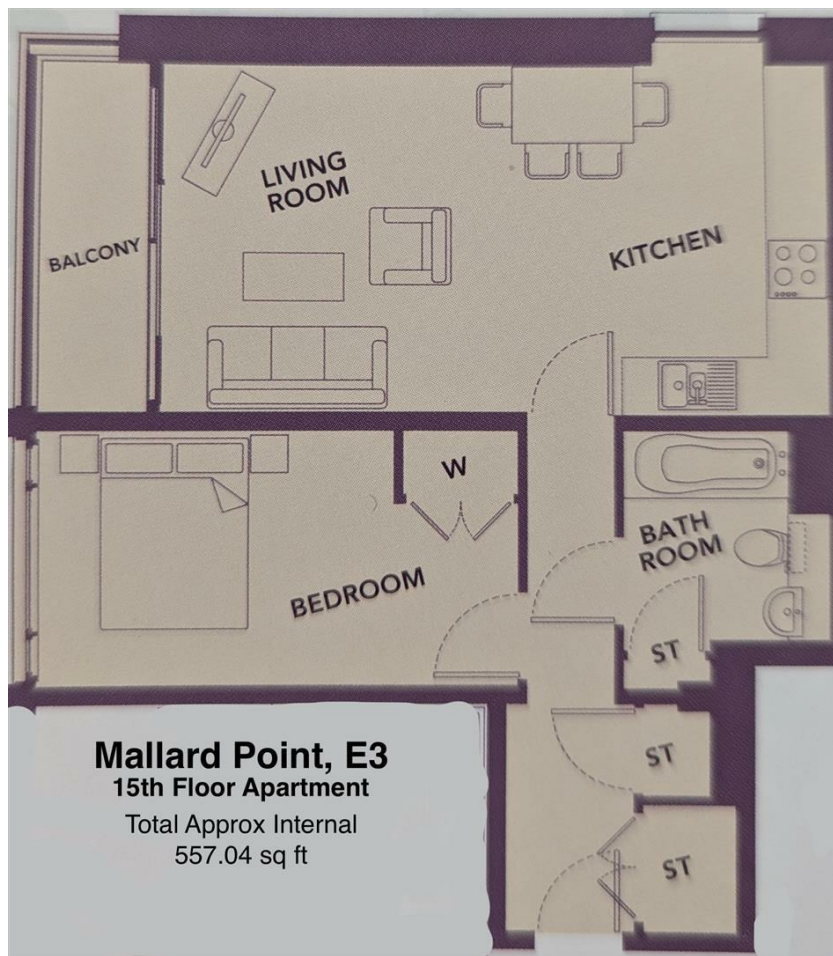 LIVING
ROOM
BALCONY
KITCHEN
W
BATH
ROOM
BEDROOM
ST
ST
ST
Mallard Point, E3
15th Floor Apartment
Total Approx Internal
557.04 sq ft